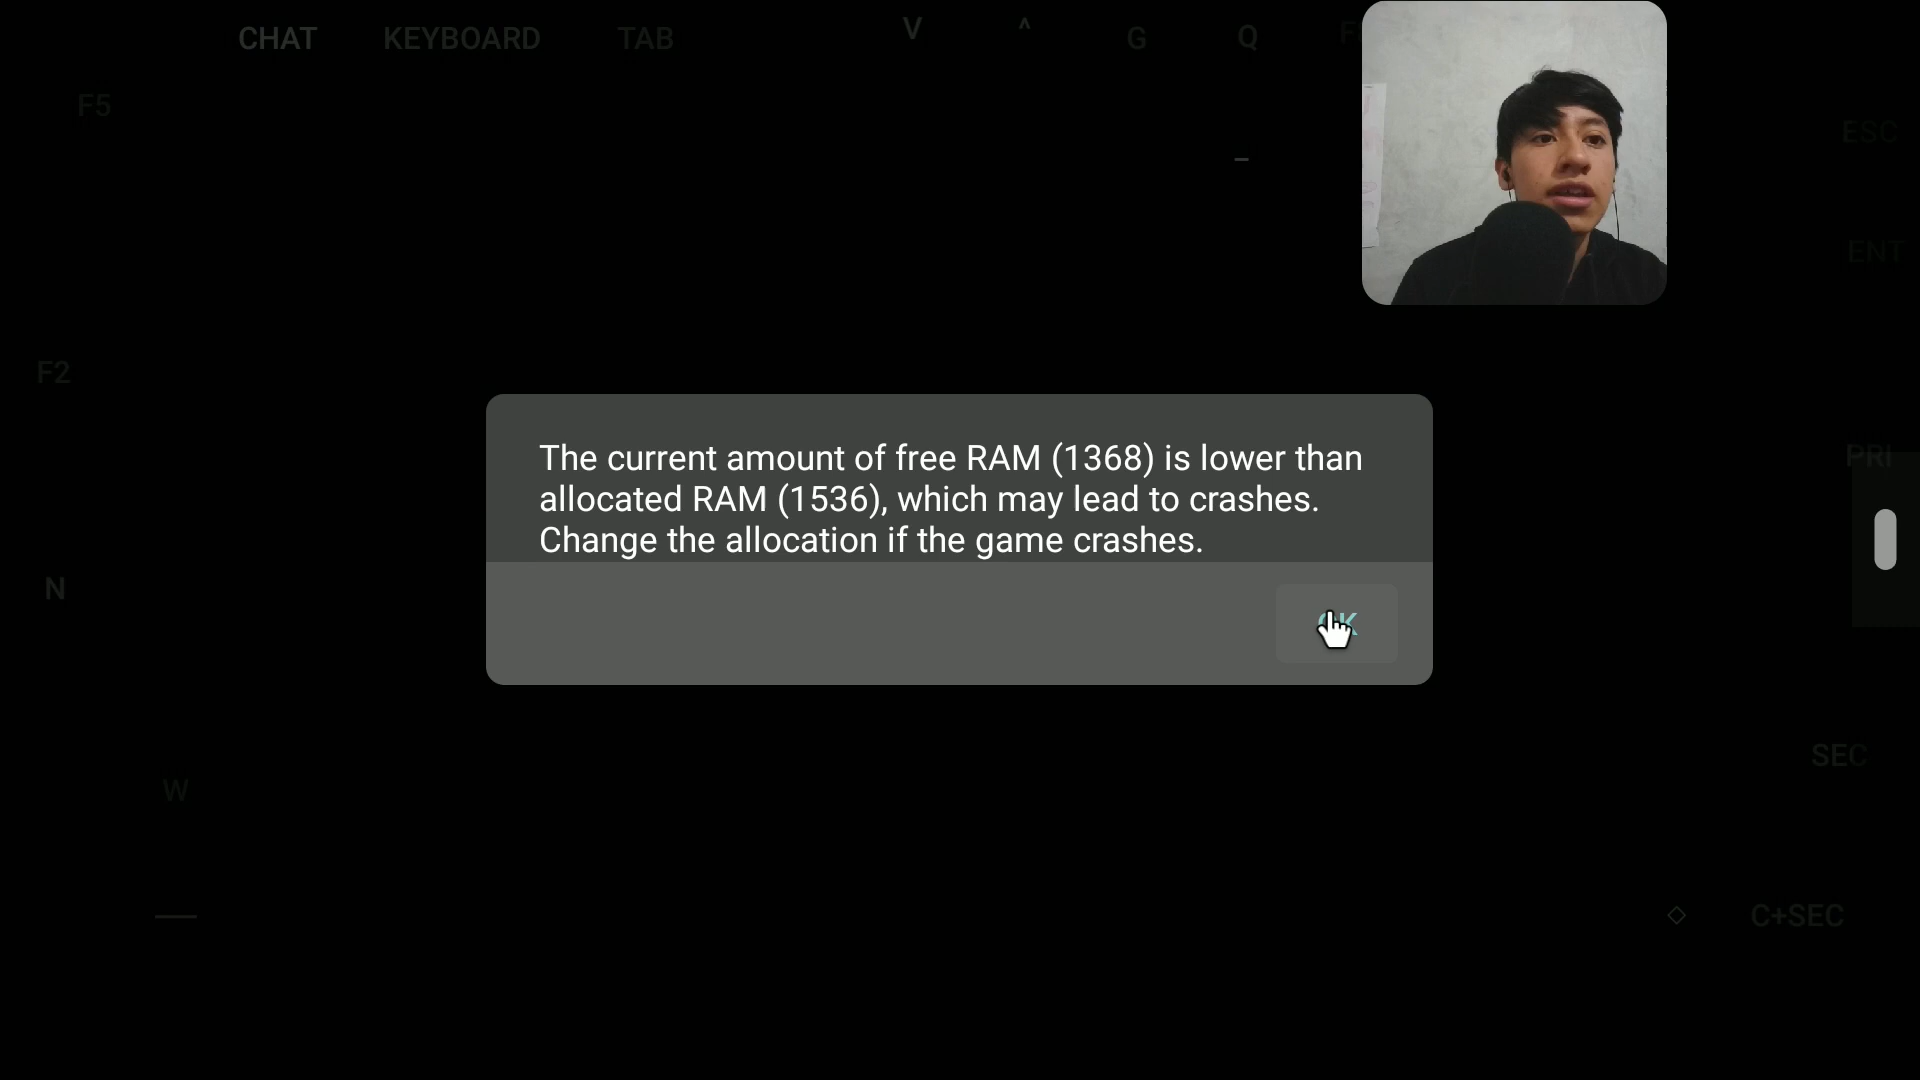 CHAT KEYBOARD TAB V ^ G Q F
F5
ESC
ENT
F2
The current amount of free RAM (1368) is lower than
allocated RAM (1536), which may lead to crashes.
Change the allocation if the game crashes.
PRI
N
OK
SEC
W
C+SEC